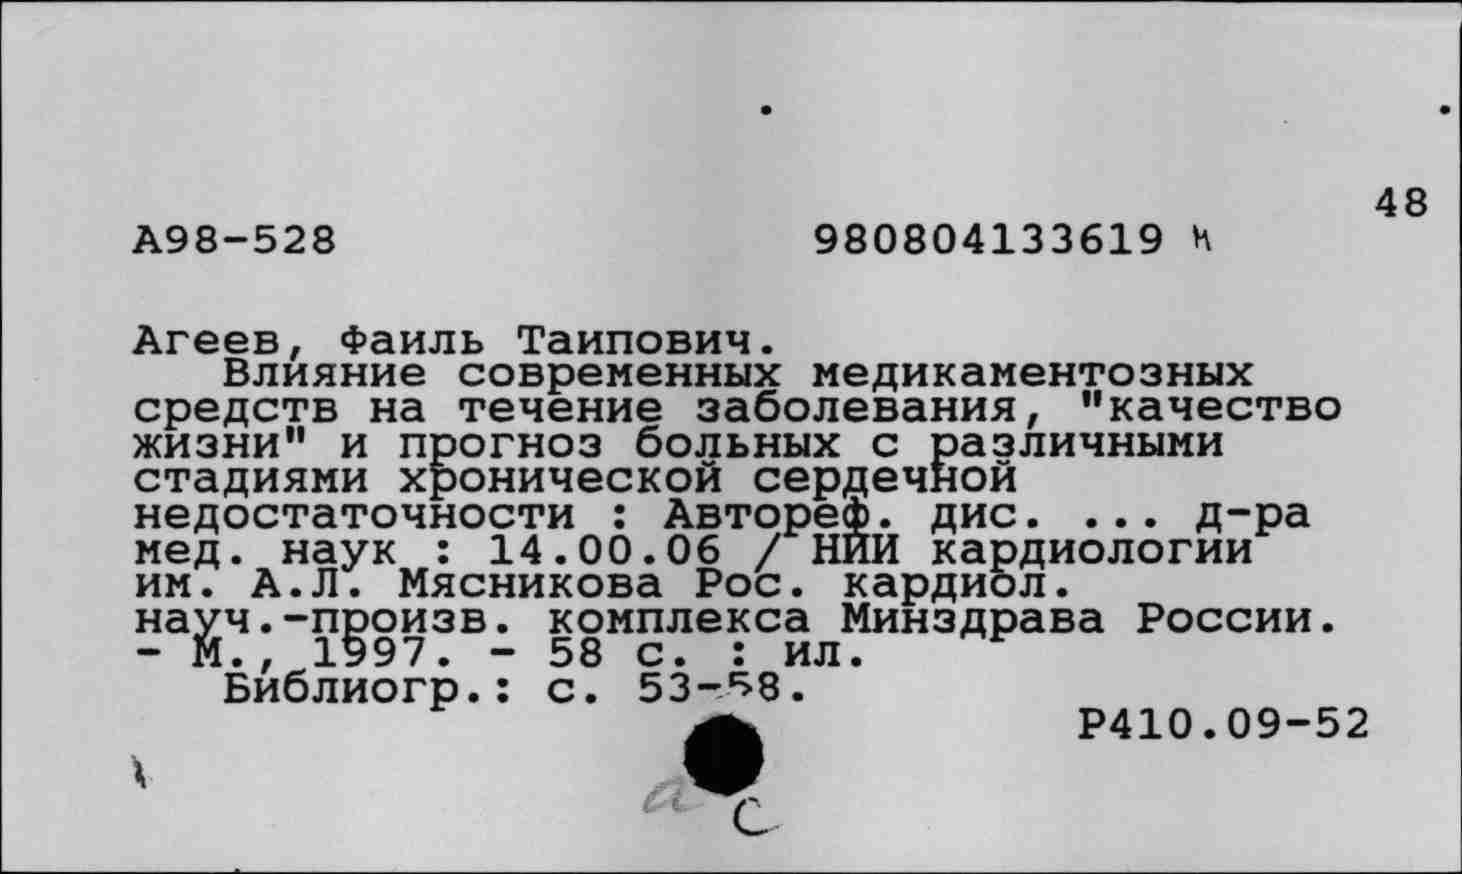 48
А98-528 980804133619 и
Агеев, Фаиль Таипович.
Влияние современных медикаментозных
средств на течение заболевания, "качество
жизни" и прогноз больных с различными
стадиями хронической сердечной
недостаточности : Автореф. дис. ... д-ра
мед. наук : 14.00.06 / НИИ кардиологии
им. А.Л. Мясникова Рос. кардиол.
науч.-произв. комплекса Минздрава России.
- М., 1997. - 58 с. : ил.
Библиогр.: с. 53-58.
Р410.09-52
а
С